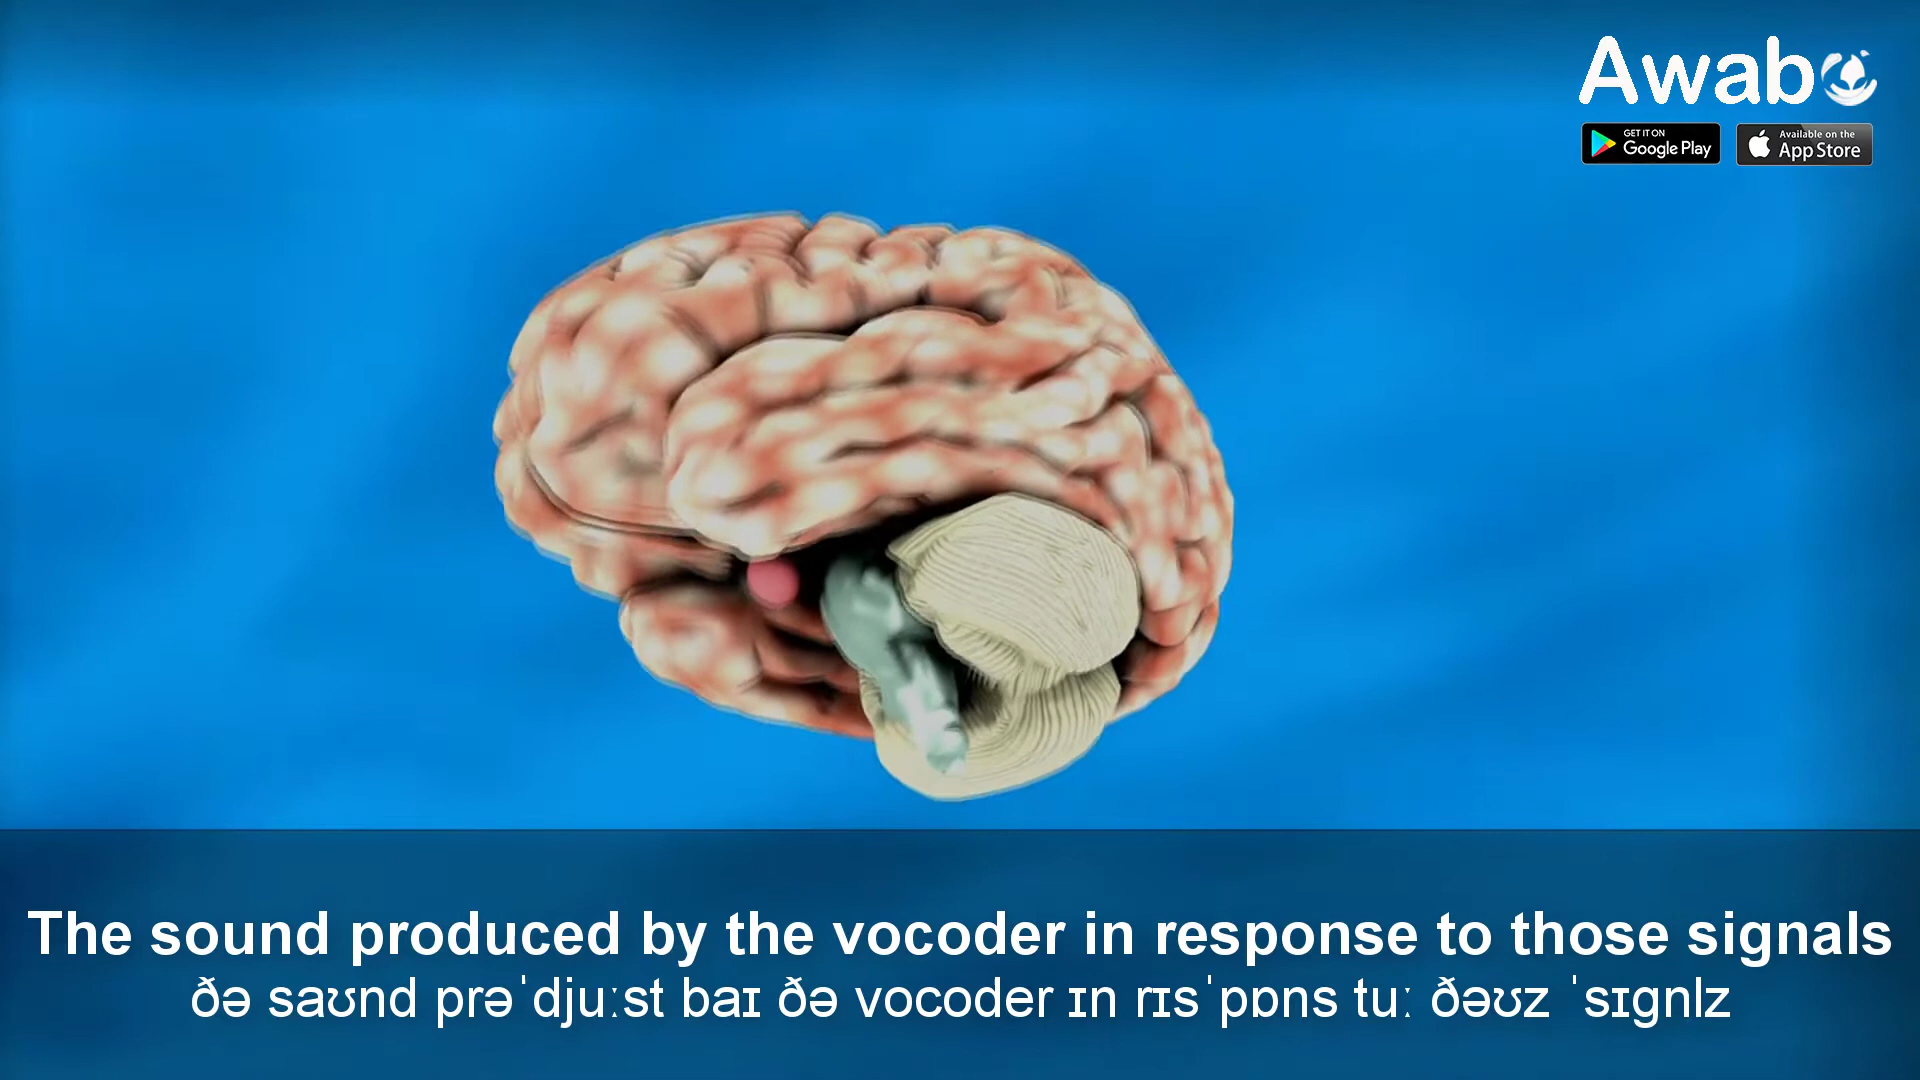 Awab
GET IT ON
Google Play
Available on the
App Store
The sound produced by the vocoder in response to those signals
ðə saʊnd prəˈdjuːst baɪ ðə vocoder ɪn rɪsˈpɒns tuː ðəʊz ˈsɪgnlz